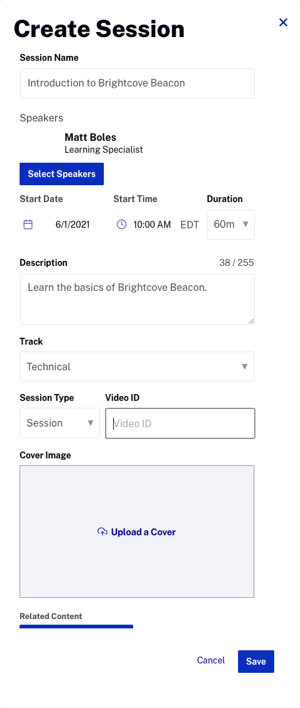 Create Session
Session Name
Introduction to Brightcove Beacon
Speakers
Matt Boles
Learning Specialist
Select Speakers
Start Date Start Time Duration
6/1/2021 10:00 AM EDT 60m
Description 38 / 255
Learn the basics of Brightcove Beacon.
Track
Technical
Session Type Video ID
Session Video ID
Cover Image
Upload a Cover
Related Content
Cancel Save